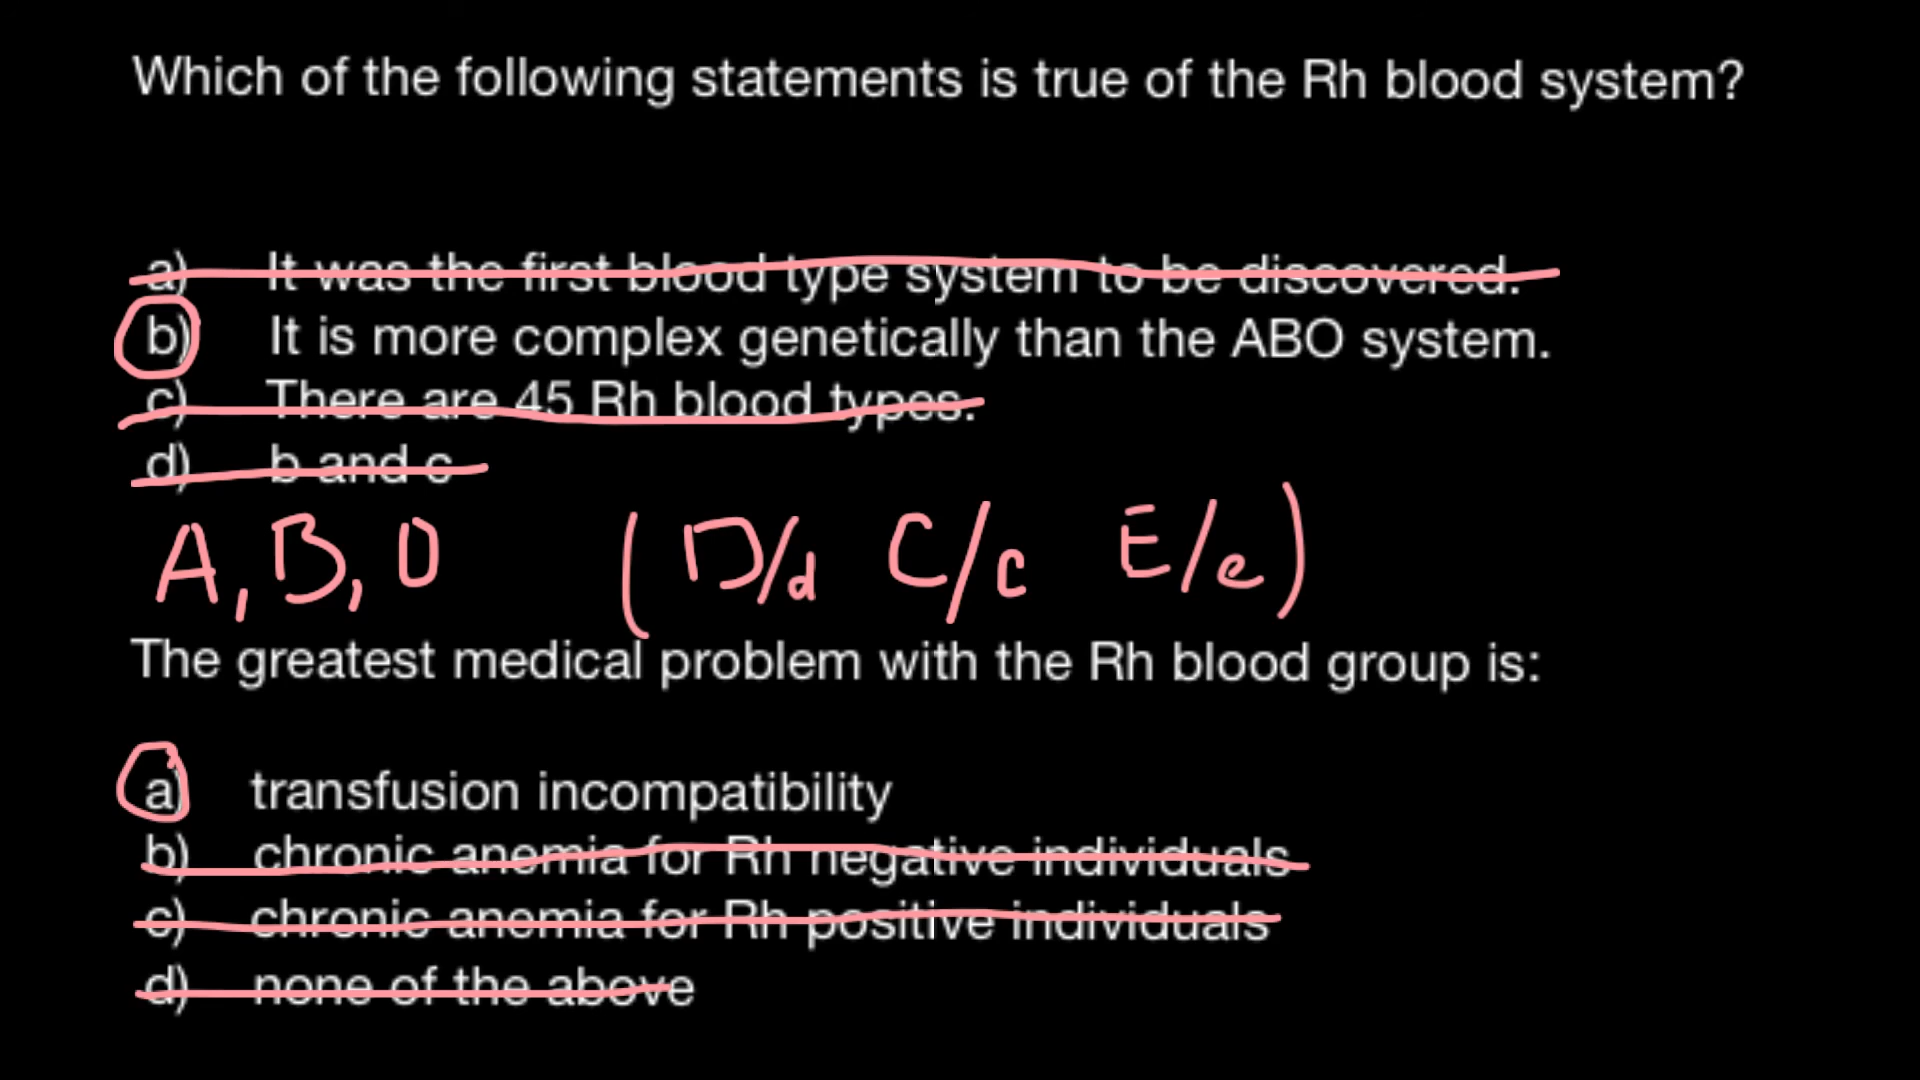 Which of the following statements is true of the Rh blood system?
a) It was the first blood type system to be discovered.
b) It is more complex genetically than the ABO system.
c) There are 45 Rh blood types.
d) b and c
A, B, O (D/d C/c E/e)
The greatest medical problem with the Rh blood group is:
a) transfusion incompatibility
b) chronic anemia for Rh negative individuals
c) chronic anemia for Rh positive individuals
d) none of the above